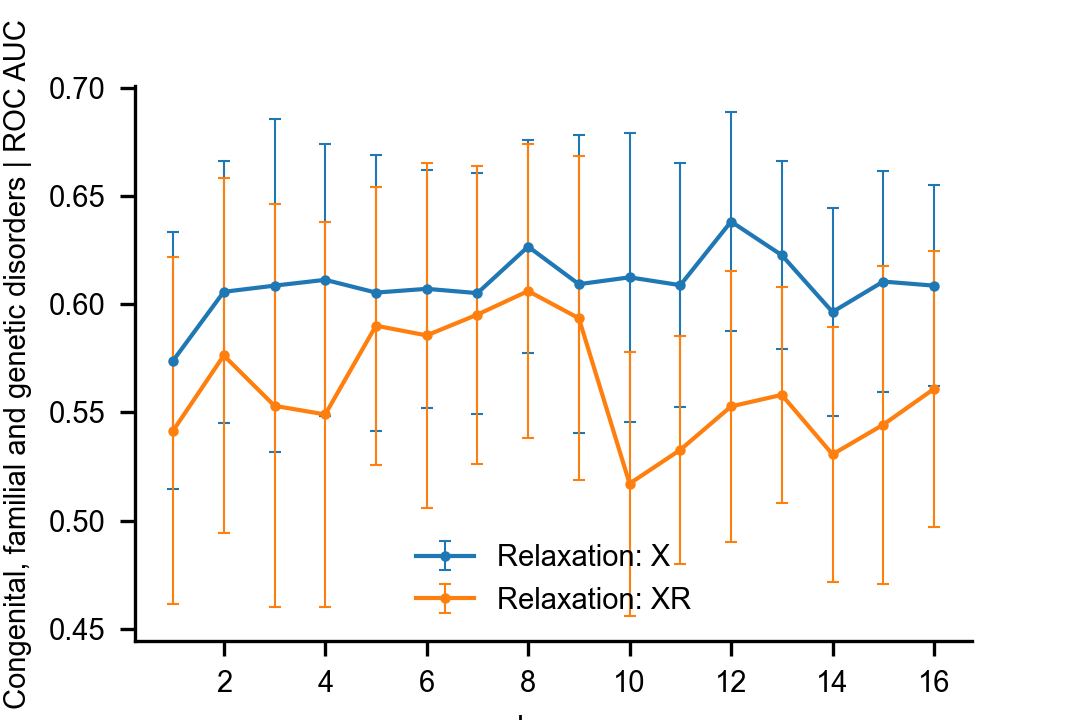 Congenital, familial and genetic disorders | ROC AUC
0.70
0.65
0.60
0.55
0.50
0.45
Relaxation: X
Relaxation: XR
2 4 6 8 10 12 14 16